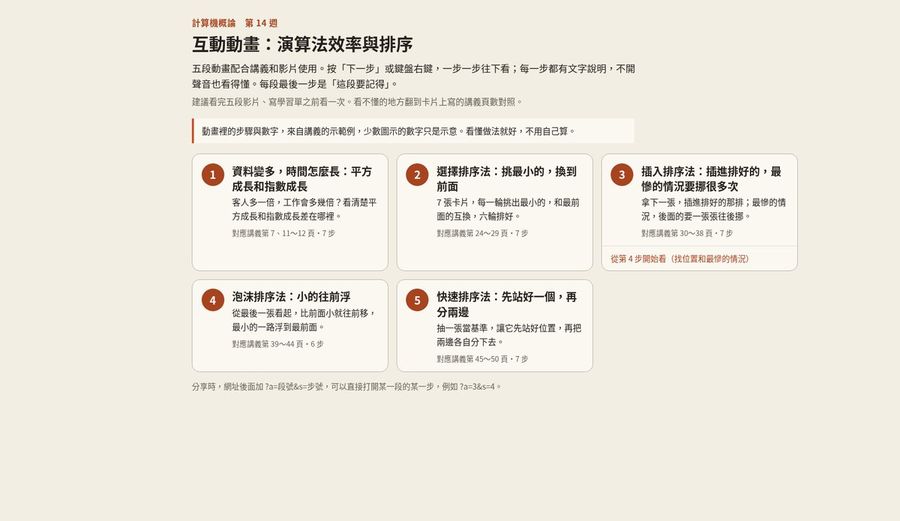 計算機概論　第 14 週
互動動畫：演算法效率與排序
五段動畫配合講義和影片使用。按「下一步」或鍵盤右鍵，一步一步往下看；每一步都有文字說明，不開
聲音也看得懂。每段最後一步是「這段要記得」。
建議看完五段影片、寫學習單之前看一次。看不懂的地方翻到卡片上寫的講義頁數對照。
動畫裡的步驟與數字，來自講義的示範例，少數圖示的數字只是示意。看懂做法就好，不用自己算。
1
資料變多，時間怎麼長：平方
成長和指數成長
客人多一倍，工作會多幾倍？看清楚平
方成長和指數成長差在哪裡。
對應講義第 7、11～12 頁・7 步
2
選擇排序法：挑最小的，換到
前面
7 張卡片，每一輪挑出最小的，和最前
面的互換，六輪排好。
對應講義第 24～29 頁・7 步
3
插入排序法：插進排好的，最
慘的情況要挪很多次
拿下一張，插進排好的那排；最慘的情
況，後面的要一張張往後挪。
對應講義第 30～38 頁・7 步
從第 4 步開始看（找位置和最慘的情況）
4
泡沫排序法：小的往前浮
從最後一張看起，比前面小就往前移，
最小的一路浮到最前面。
對應講義第 39～44 頁・6 步
5
快速排序法：先站好一個，再
分兩邊
抽一張當基準，讓它先站好位置，再把
兩邊各自分下去。
對應講義第 45～50 頁・7 步
分享時，網址後面加 ?a=段號&s=步號，可以直接打開某一段的某一步，例如 ?a=3&s=4。